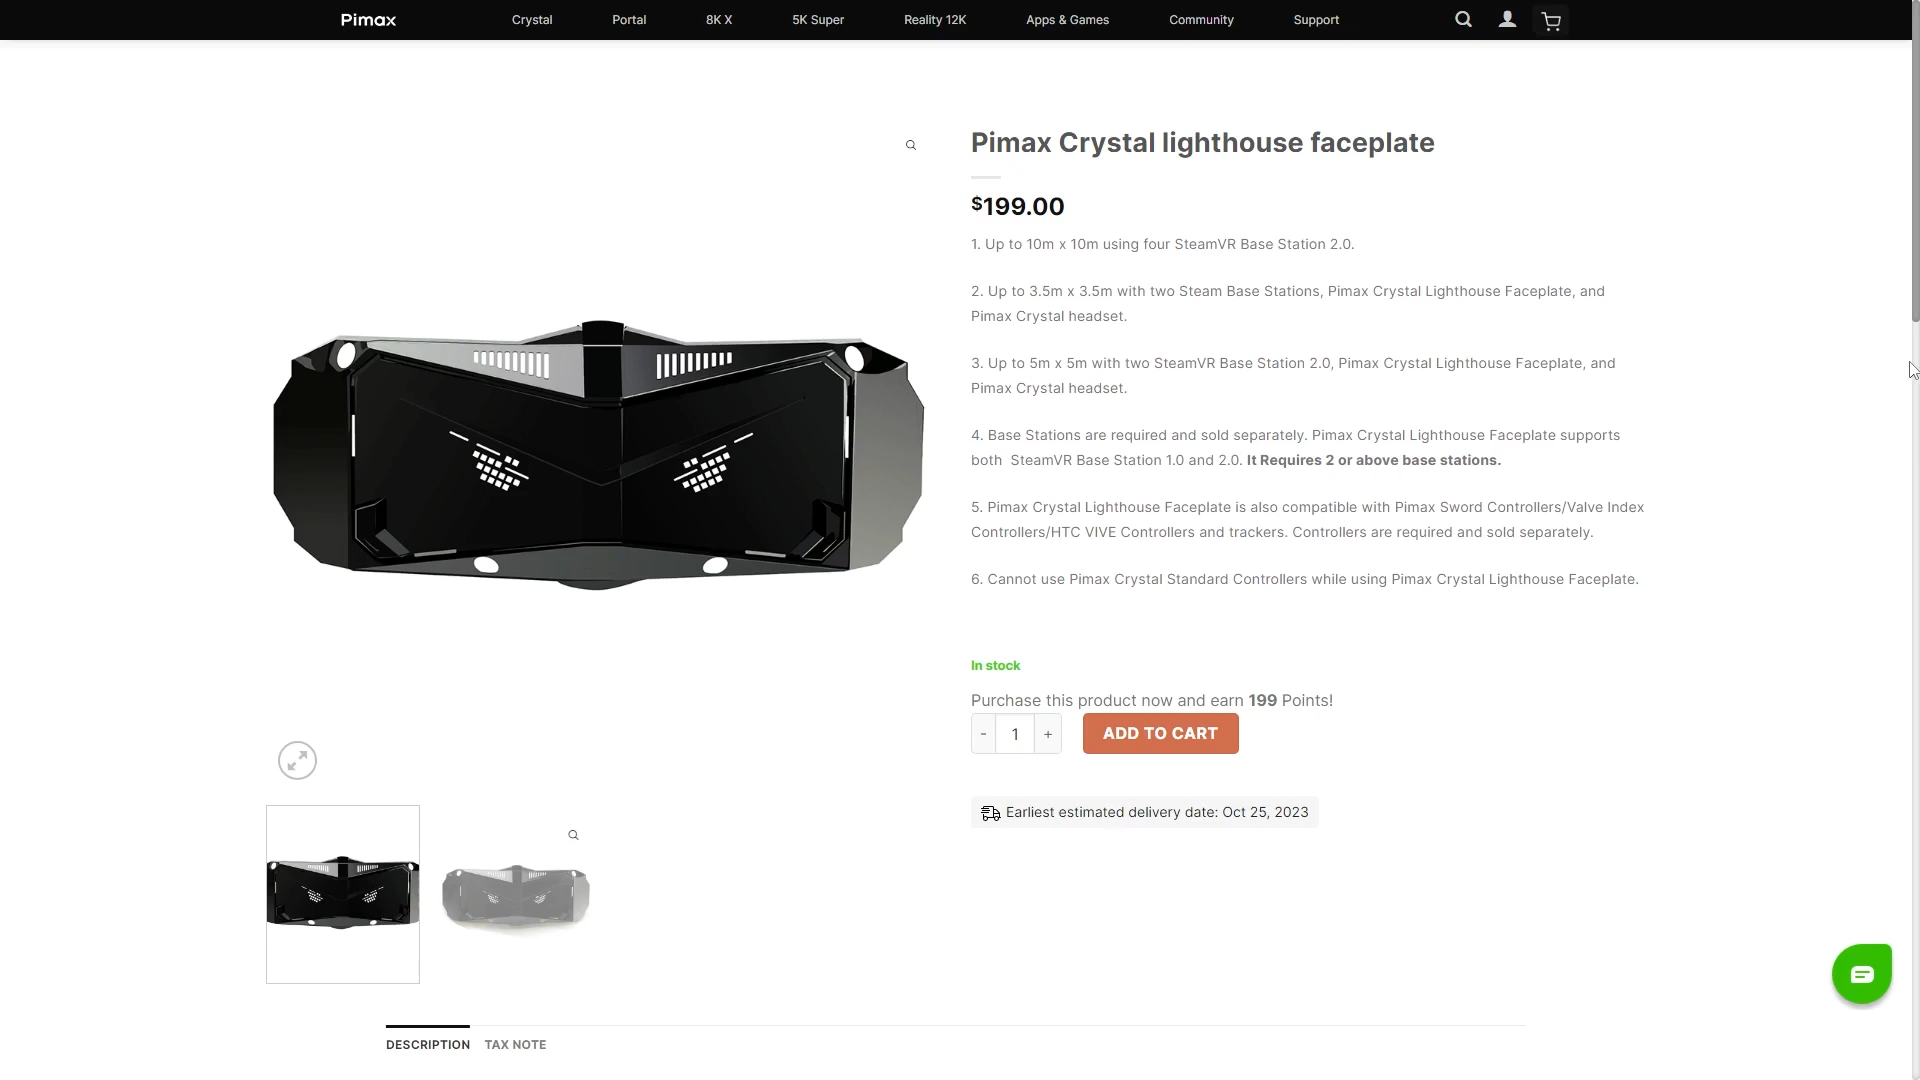 Pimax Crystal Portal 8K X 5K Super Reality 12K Apps & Games Community Support
Pimax Crystal lighthouse faceplate
$199.00
1. Up to 10m x 10m using four SteamVR Base Station 2.0.
2. Up to 3.5m x 3.5m with two Steam Base Stations, Pimax Crystal Lighthouse Faceplate, and
Pimax Crystal headset.
3. Up to 5m x 5m with two SteamVR Base Station 2.0, Pimax Crystal Lighthouse Faceplate, and
Pimax Crystal headset.
4. Base Stations are required and sold separately. Pimax Crystal Lighthouse Faceplate supports
both SteamVR Base Station 1.0 and 2.0. It Requires 2 or above base stations.
5. Pimax Crystal Lighthouse Faceplate is also compatible with Pimax Sword Controllers/Valve Index
Controllers/HTC VIVE Controllers and trackers. Controllers are required and sold separately.
6. Cannot use Pimax Crystal Standard Controllers while using Pimax Crystal Lighthouse Faceplate.
In stock
Purchase this product now and earn 199 Points!
- 1 + ADD TO CART
Earliest estimated delivery date: Oct 25, 2023
DESCRIPTION TAX NOTE